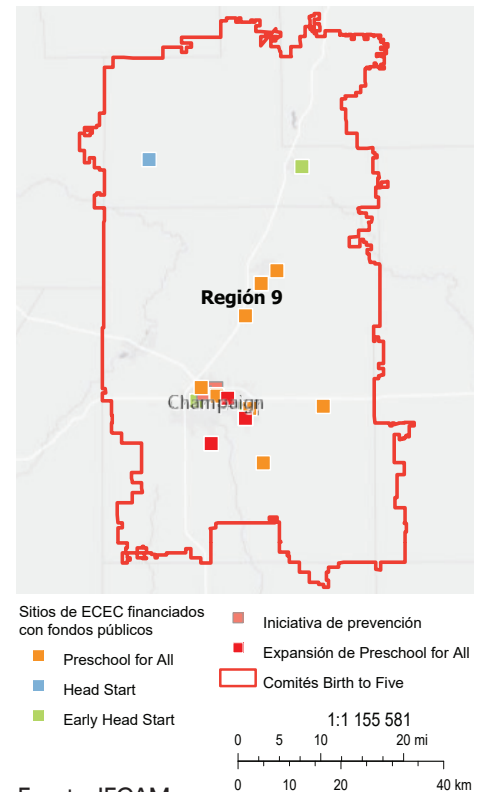 Región 9
Champaign
Sitios de ECEC financiados
con fondos públicos
Preschool for All
Head Start
Early Head Start
Iniciativa de prevención
Expansión de Preschool for All
Comités Birth to Five
1:1 155 581
0 5 10 20 mi
0 10 20 40 km